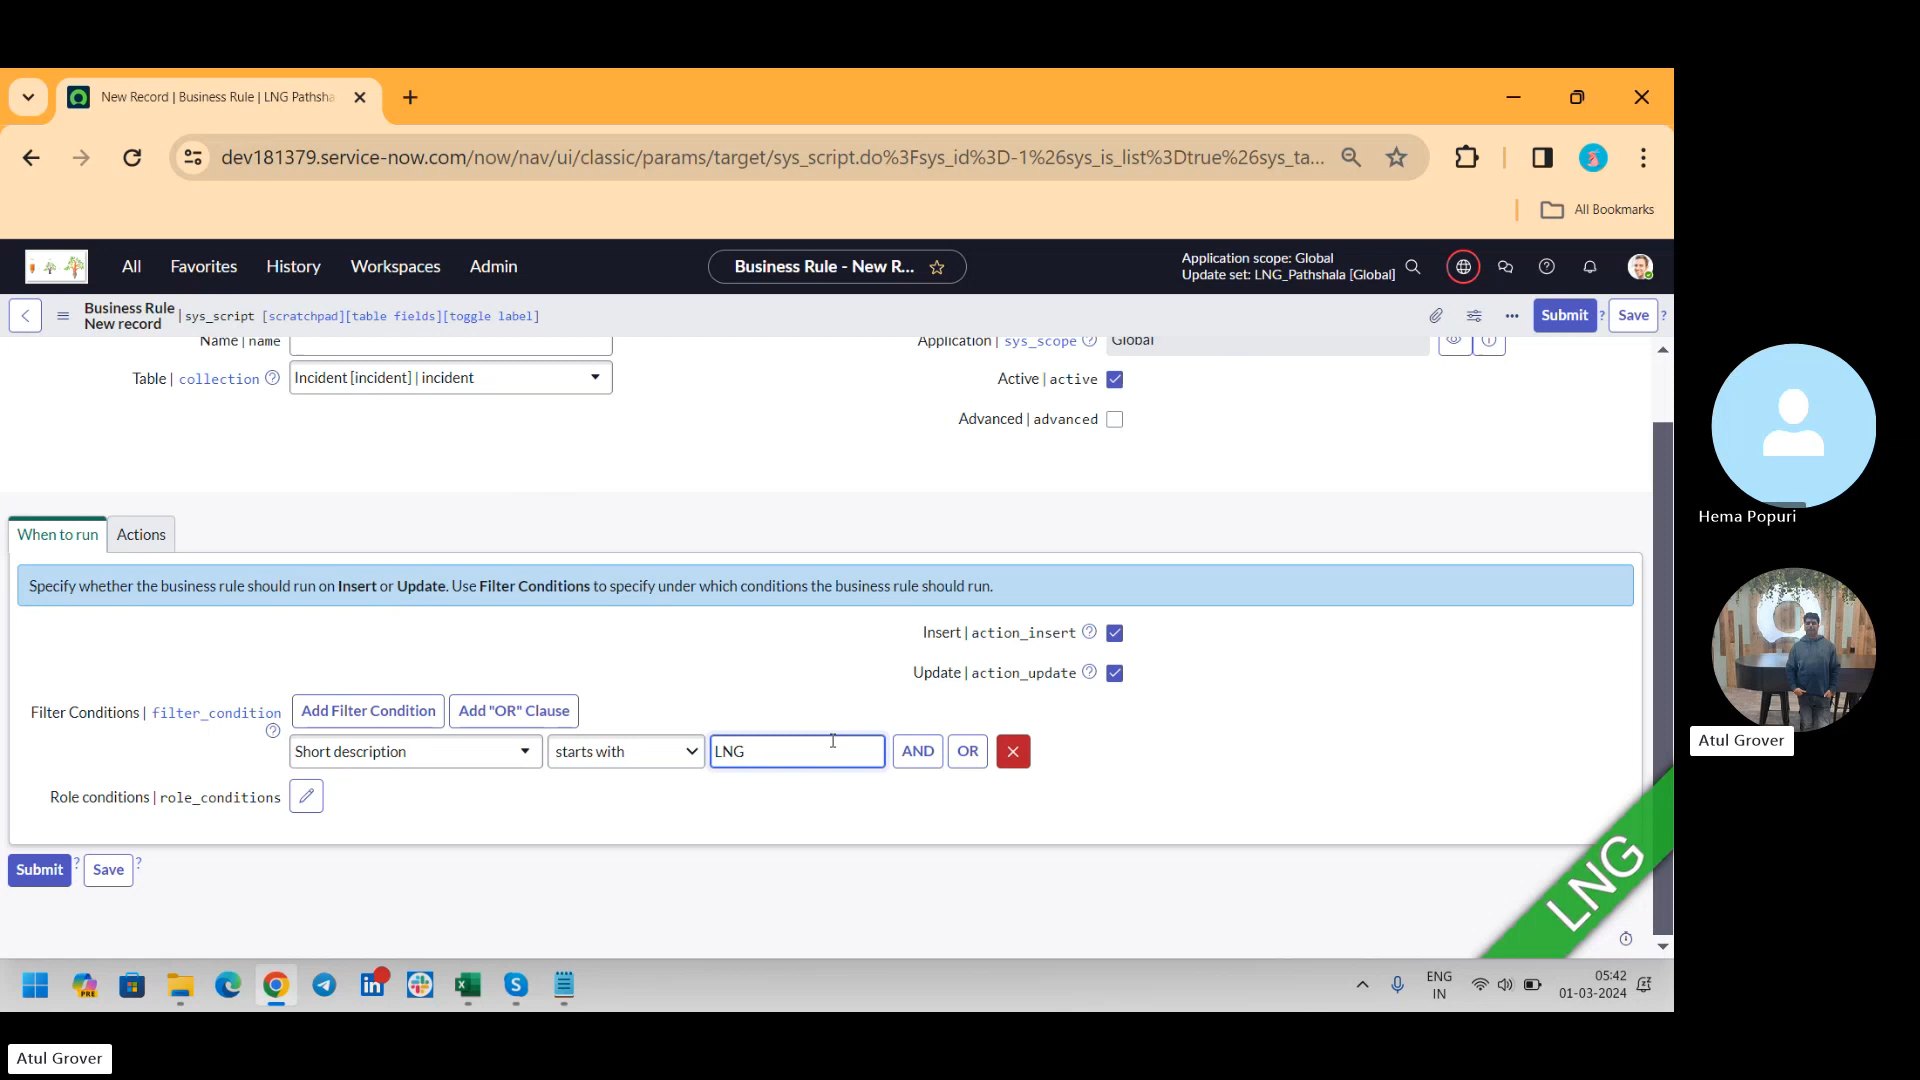 New Record | Business Rule | LNG Pathsha
dev181379.service-now.com/now/nav/ui/classic/params/target/sys_script.do%3Fsys_id%3D-1%26sys_is_list%3Dtrue%26sys_ta...
All Bookmarks
All Favorites History Workspaces Admin
Business Rule - New R...
Application scope: Global
Update set: LNG_Pathshala [Global]
Business Rule
New record | sys_script [scratchpad][table fields][toggle label]
Submit ? Save ?
Name | name
Application | sys_scope Global
Table | collection Incident [incident] | incident
Active | active
Advanced | advanced
When to run Actions
Specify whether the business rule should run on Insert or Update. Use Filter Conditions to specify under which conditions the business rule should run.
Insert | action_insert
Update | action_update
Filter Conditions | filter_condition Add Filter Condition Add "OR" Clause
Short description starts with LNG AND OR
Role conditions | role_conditions
Submit ? Save ?
LNG
PRE
ENG
IN
05:42
01-03-2024
Hema Popuri
Atul Grover
Atul Grover